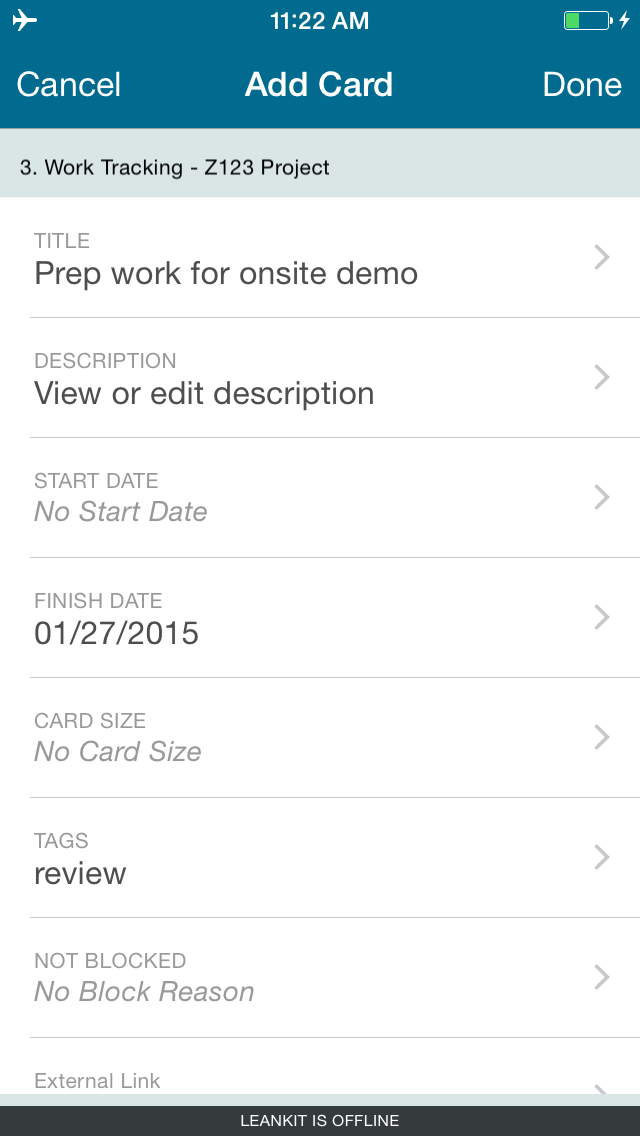 11:22 AM
Cancel Add Card Done
3. Work Tracking - Z123 Project
TITLE
Prep work for onsite demo
DESCRIPTION
View or edit description
START DATE
No Start Date
FINISH DATE
01/27/2015
CARD SIZE
No Card Size
TAGS
review
NOT BLOCKED
No Block Reason
External Link
LEANKIT IS OFFLINE